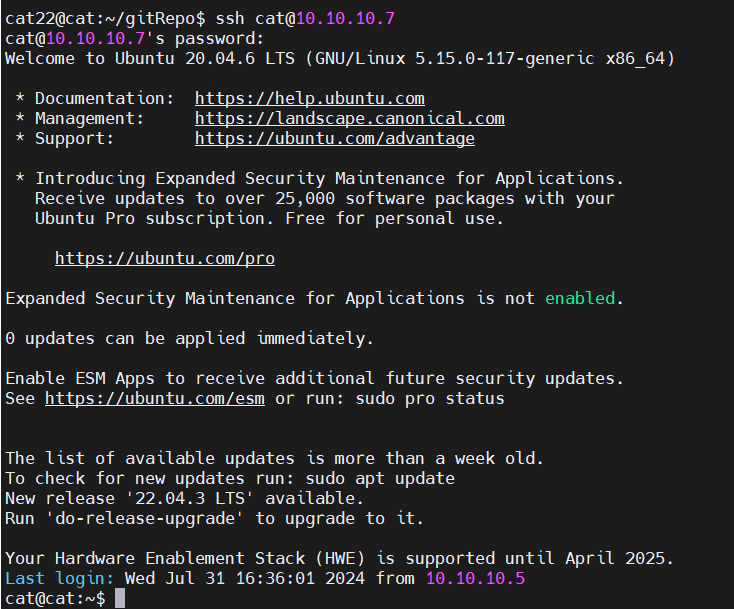 cat22@cat:~/gitRepo$ ssh cat@10.10.10.7
cat@10.10.10.7's password:
Welcome to Ubuntu 20.04.6 LTS (GNU/Linux 5.15.0-117-generic x86_64)
* Documentation: https://help.ubuntu.com
* Management: https://landscape.canonical.com
* Support: https://ubuntu.com/advantage
* Introducing Expanded Security Maintenance for Applications.
Receive updates to over 25,000 software packages with your
Ubuntu Pro subscription. Free for personal use.
https://ubuntu.com/pro
Expanded Security Maintenance for Applications is not enabled.
0 updates can be applied immediately.
Enable ESM Apps to receive additional future security updates.
See https://ubuntu.com/esm or run: sudo pro status
The list of available updates is more than a week old.
To check for new updates run: sudo apt update
New release '22.04.3 LTS' available.
Run 'do-release-upgrade' to upgrade to it.
Your Hardware Enablement Stack (HWE) is supported until April 2025.
Last login: Wed Jul 31 16:36:01 2024 from 10.10.10.5
cat@cat:~$